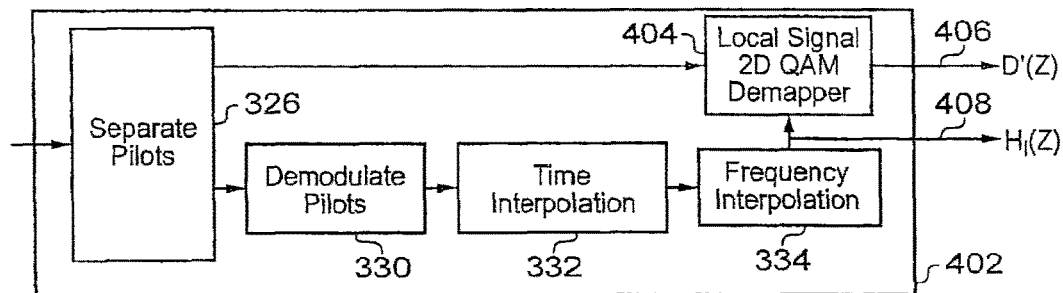 404
Local Signal
2D QAM
Demapper
406
D'(Z)
408
H_I(Z)
Separate
Pilots
326
Demodulate
Pilots
330
Time
Interpolation
332
Frequency
Interpolation
334
402